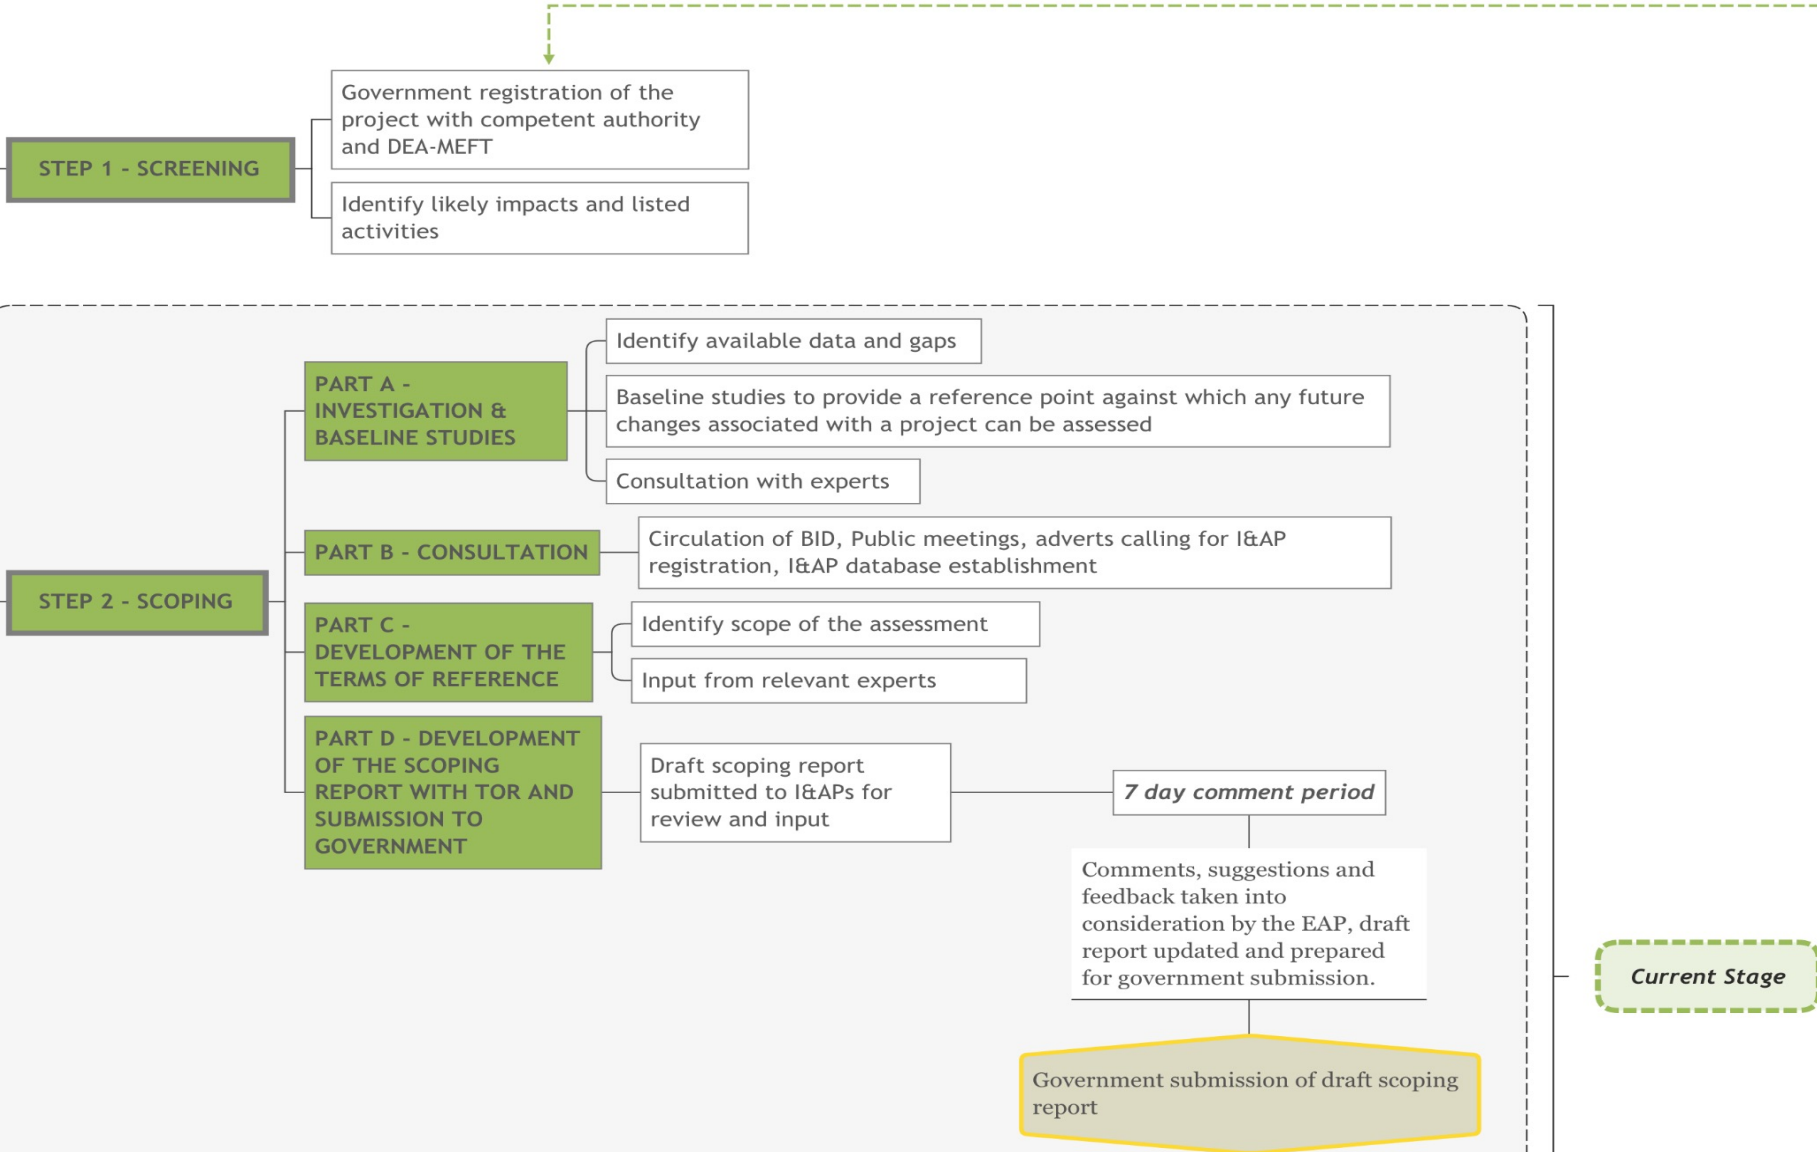 Government registration of the
project with competent authority
and DEA-MEFT
STEP 1 - SCREENING
Identify likely impacts and listed
activities
Identify available data and gaps
PART A -
INVESTIGATION &
BASELINE STUDIES
Baseline studies to provide a reference point against which any future
changes associated with a project can be assessed
Consultation with experts
PART B - CONSULTATION
Circulation of BID, Public meetings, adverts calling for I&AP
registration, I&AP database establishment
STEP 2 - SCOPING
PART C -
DEVELOPMENT OF THE
TERMS OF REFERENCE
Identify scope of the assessment
Input from relevant experts
PART D - DEVELOPMENT
OF THE SCOPING
REPORT WITH TOR AND
SUBMISSION TO
GOVERNMENT
Draft scoping report
submitted to I&APs for
review and input
7 day comment period
Comments, suggestions and
feedback taken into
consideration by the EAP, draft
report updated and prepared
for government submission.
Current Stage
Government submission of draft scoping
report